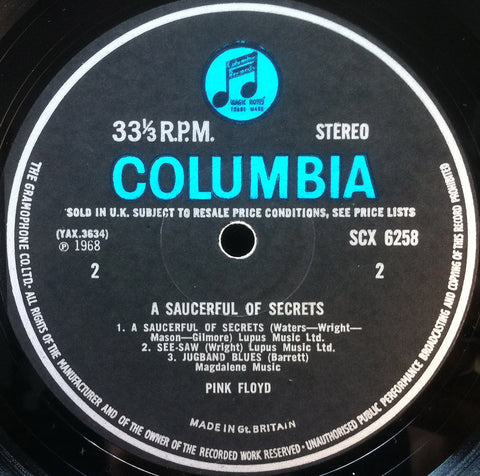 Columbia
Records
MAGIC NOTES
TRADE MARK
33⅓ R.P.M.
STEREO
COLUMBIA
SOLD IN U.K. SUBJECT TO RESALE PRICE CONDITIONS, SEE PRICE LISTS
(YAX.3634)
℗ 1968
SCX 6258
2
2
A SAUCERFUL OF SECRETS
1. A SAUCERFUL OF SECRETS (Waters—Wright—
Mason—Gilmore) Lupus Music Ltd.
2. SEE-SAW (Wright) Lupus Music Ltd.
3. JUGBAND BLUES (Barrett)
Magdalene Music
PINK FLOYD
MADE IN Gt. BRITAIN
THE GRAMOPHONE CO. LTD. · ALL RIGHTS OF THE MANUFACTURER AND OF THE OWNER OF THE RECORDED WORK RESERVED · UNAUTHORISED PUBLIC PERFORMANCE BROADCASTING AND COPYING OF THIS RECORD PROHIBITED